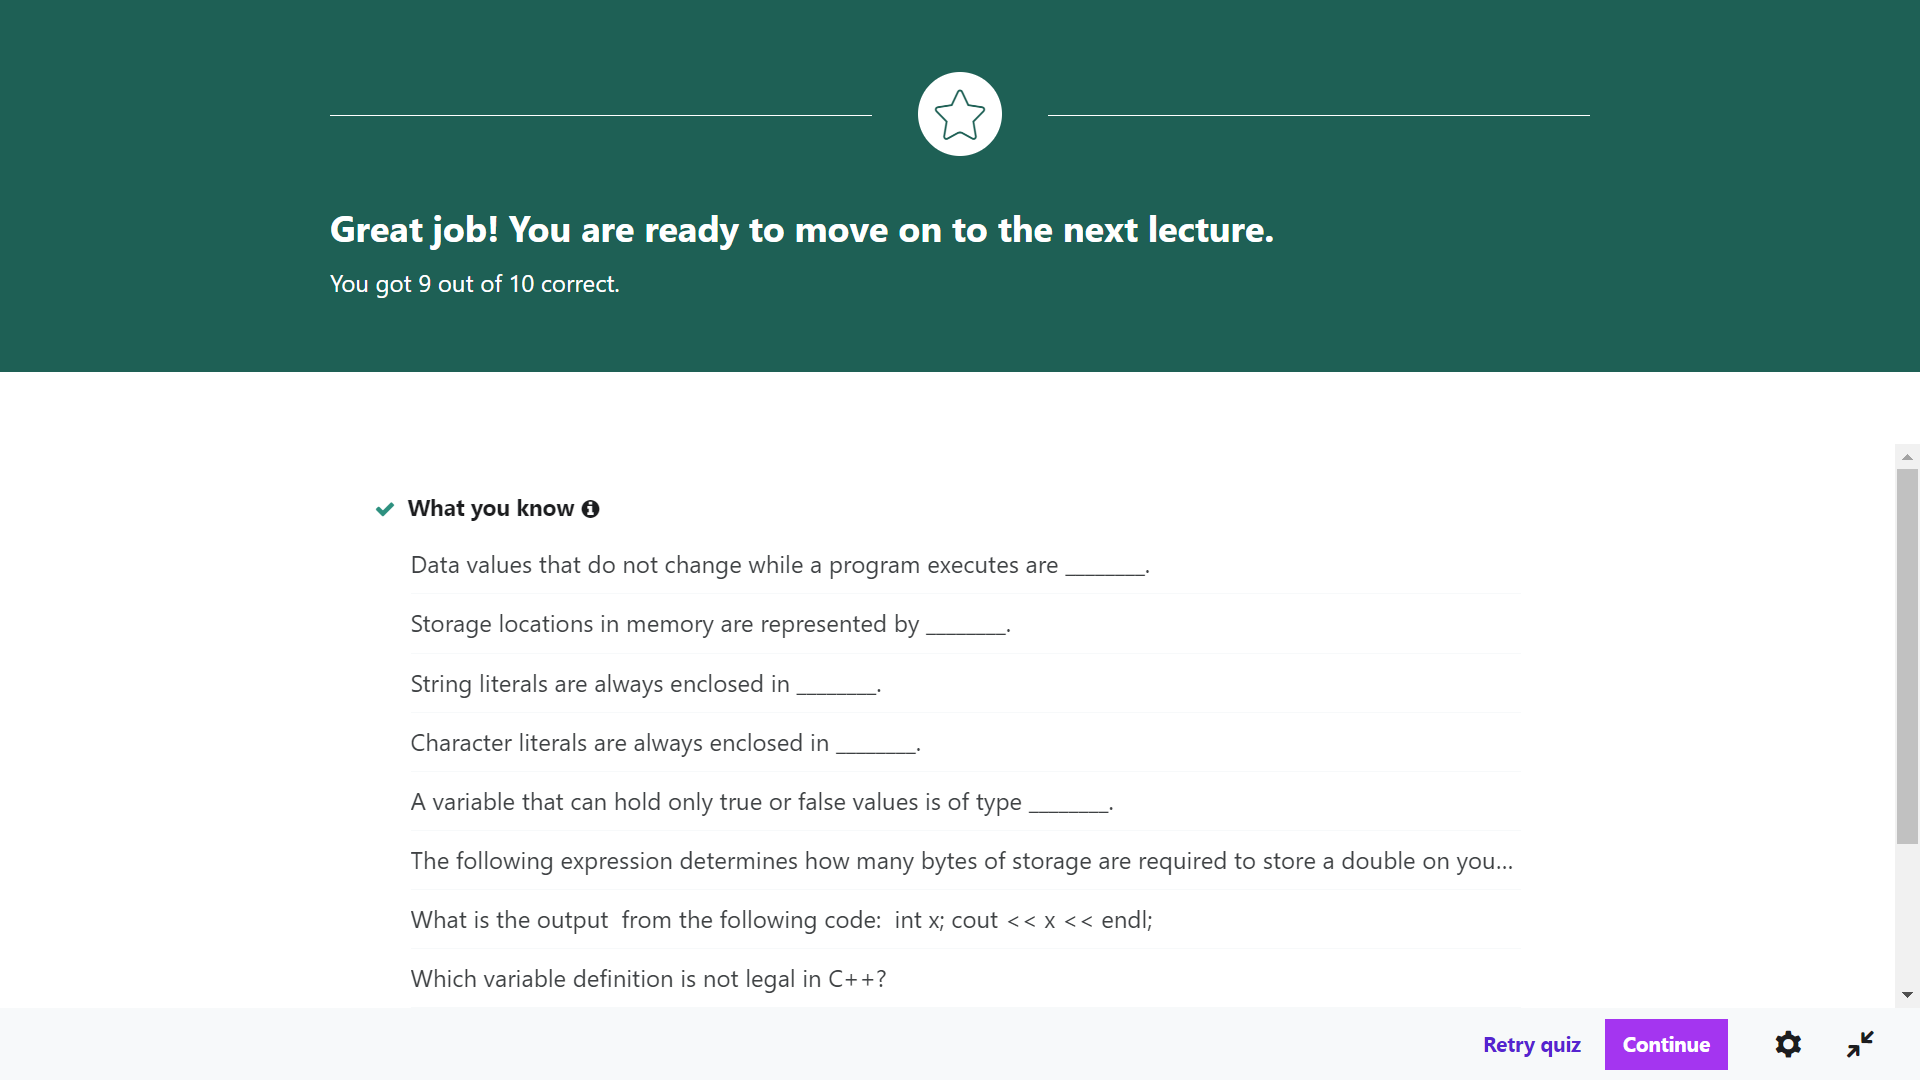 Great job! You are ready to move on to the next lecture.
You got 9 out of 10 correct.
What you know
Data values that do not change while a program executes are ________.
Storage locations in memory are represented by ________.
String literals are always enclosed in ________.
Character literals are always enclosed in ________.
A variable that can hold only true or false values is of type ________.
The following expression determines how many bytes of storage are required to store a double on you...
What is the output  from the following code:  int x; cout << x << endl;
Which variable definition is not legal in C++?
Retry quiz
Continue